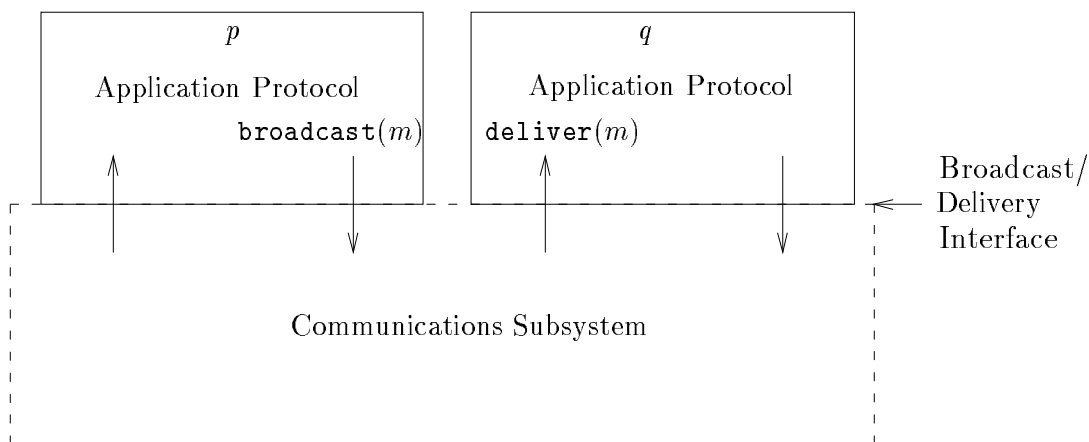 p
q
Application Protocol
Application Protocol
broadcast(m)
deliver(m)
Broadcast/
Delivery
Interface
Communications Subsystem